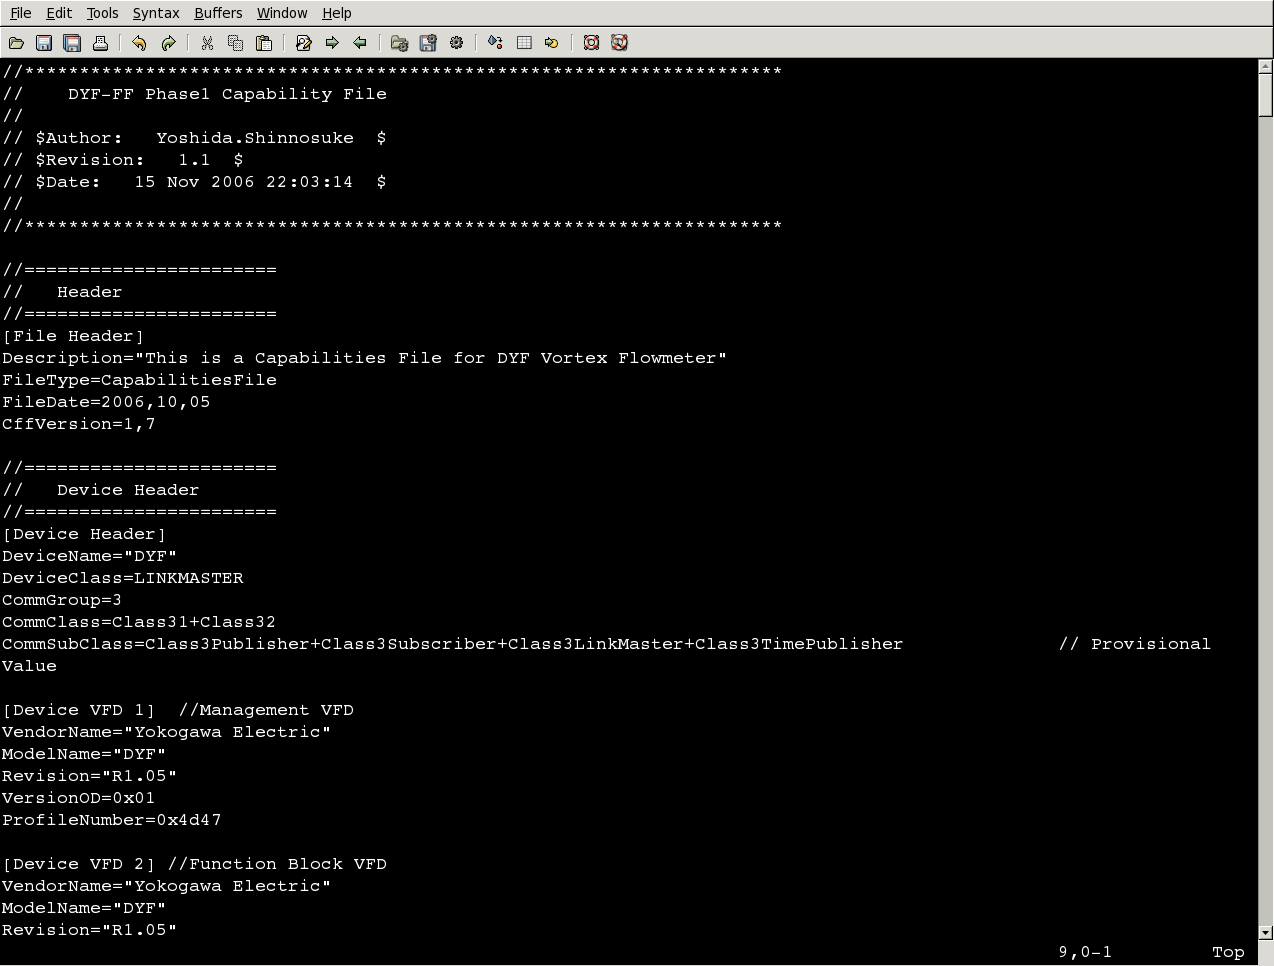 File Edit Tools Syntax Buffers Window Help
//*********************************************************************
//    DYF-FF Phase1 Capability File
//
// $Author:   Yoshida.Shinnosuke  $
// $Revision:   1.1  $
// $Date:   15 Nov 2006 22:03:14  $
//
//*********************************************************************
//=======================
//   Header
//=======================
[File Header]
Description="This is a Capabilities File for DYF Vortex Flowmeter"
FileType=CapabilitiesFile
FileDate=2006,10,05
CffVersion=1,7
//=======================
//   Device Header
//=======================
[Device Header]
DeviceName="DYF"
DeviceClass=LINKMASTER
CommGroup=3
CommClass=Class31+Class32
CommSubClass=Class3Publisher+Class3Subscriber+Class3LinkMaster+Class3TimePublisher              // Provisional
Value
[Device VFD 1]  //Management VFD
VendorName="Yokogawa Electric"
ModelName="DYF"
Revision="R1.05"
VersionOD=0x01
ProfileNumber=0x4d47
[Device VFD 2] //Function Block VFD
VendorName="Yokogawa Electric"
ModelName="DYF"
Revision="R1.05"
9,0-1         Top